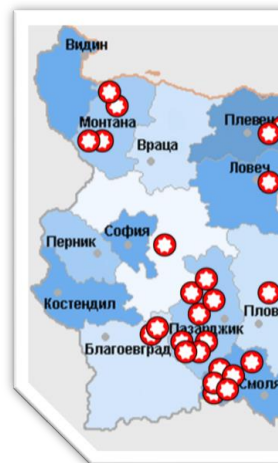 Видин
Монтана
Враца
Плевен
Ловеч
София
Перник
Костендил
Плов
Пазарджик
Благоевград
Смоля